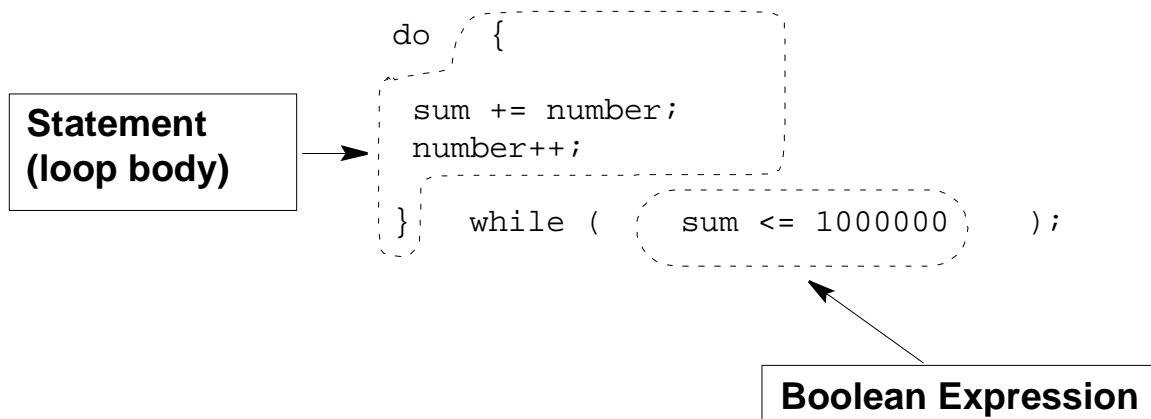 do {
sum += number;
number++;
} while ( sum <= 1000000 );
Statement
(loop body)
Boolean Expression